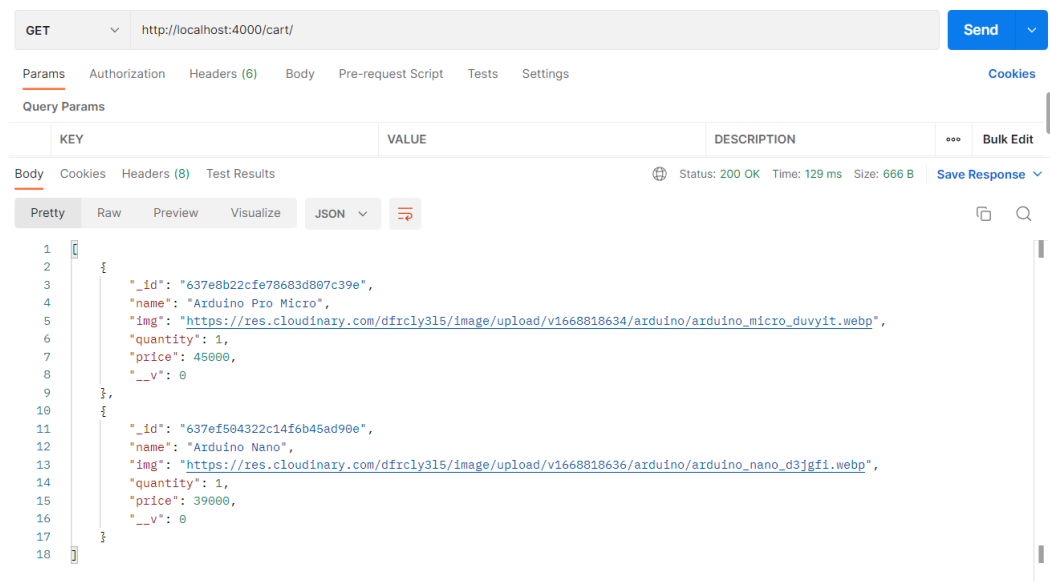 GET http://localhost:4000/cart/ Send
Params Authorization Headers (6) Body Pre-request Script Tests Settings Cookies
Query Params
KEY VALUE DESCRIPTION ooo Bulk Edit
Body Cookies Headers (8) Test Results Status: 200 OK Time: 129 ms Size: 666 B Save Response
Pretty Raw Preview Visualize JSON
1 [
2 {
3 "_id": "637e8b22cfe78683d807c39e",
4 "name": "Arduino Pro Micro",
5 "img": "https://res.cloudinary.com/dfrcly3l5/image/upload/v1668818634/arduino/arduino_micro_duvyit.webp",
6 "quantity": 1,
7 "price": 45000,
8 "__v": 0
9 },
10 {
11 "_id": "637ef504322c14f6b45ad90e",
12 "name": "Arduino Nano",
13 "img": "https://res.cloudinary.com/dfrcly3l5/image/upload/v1668818636/arduino/arduino_nano_d3jgfi.webp",
14 "quantity": 1,
15 "price": 39000,
16 "__v": 0
17 }
18 ]